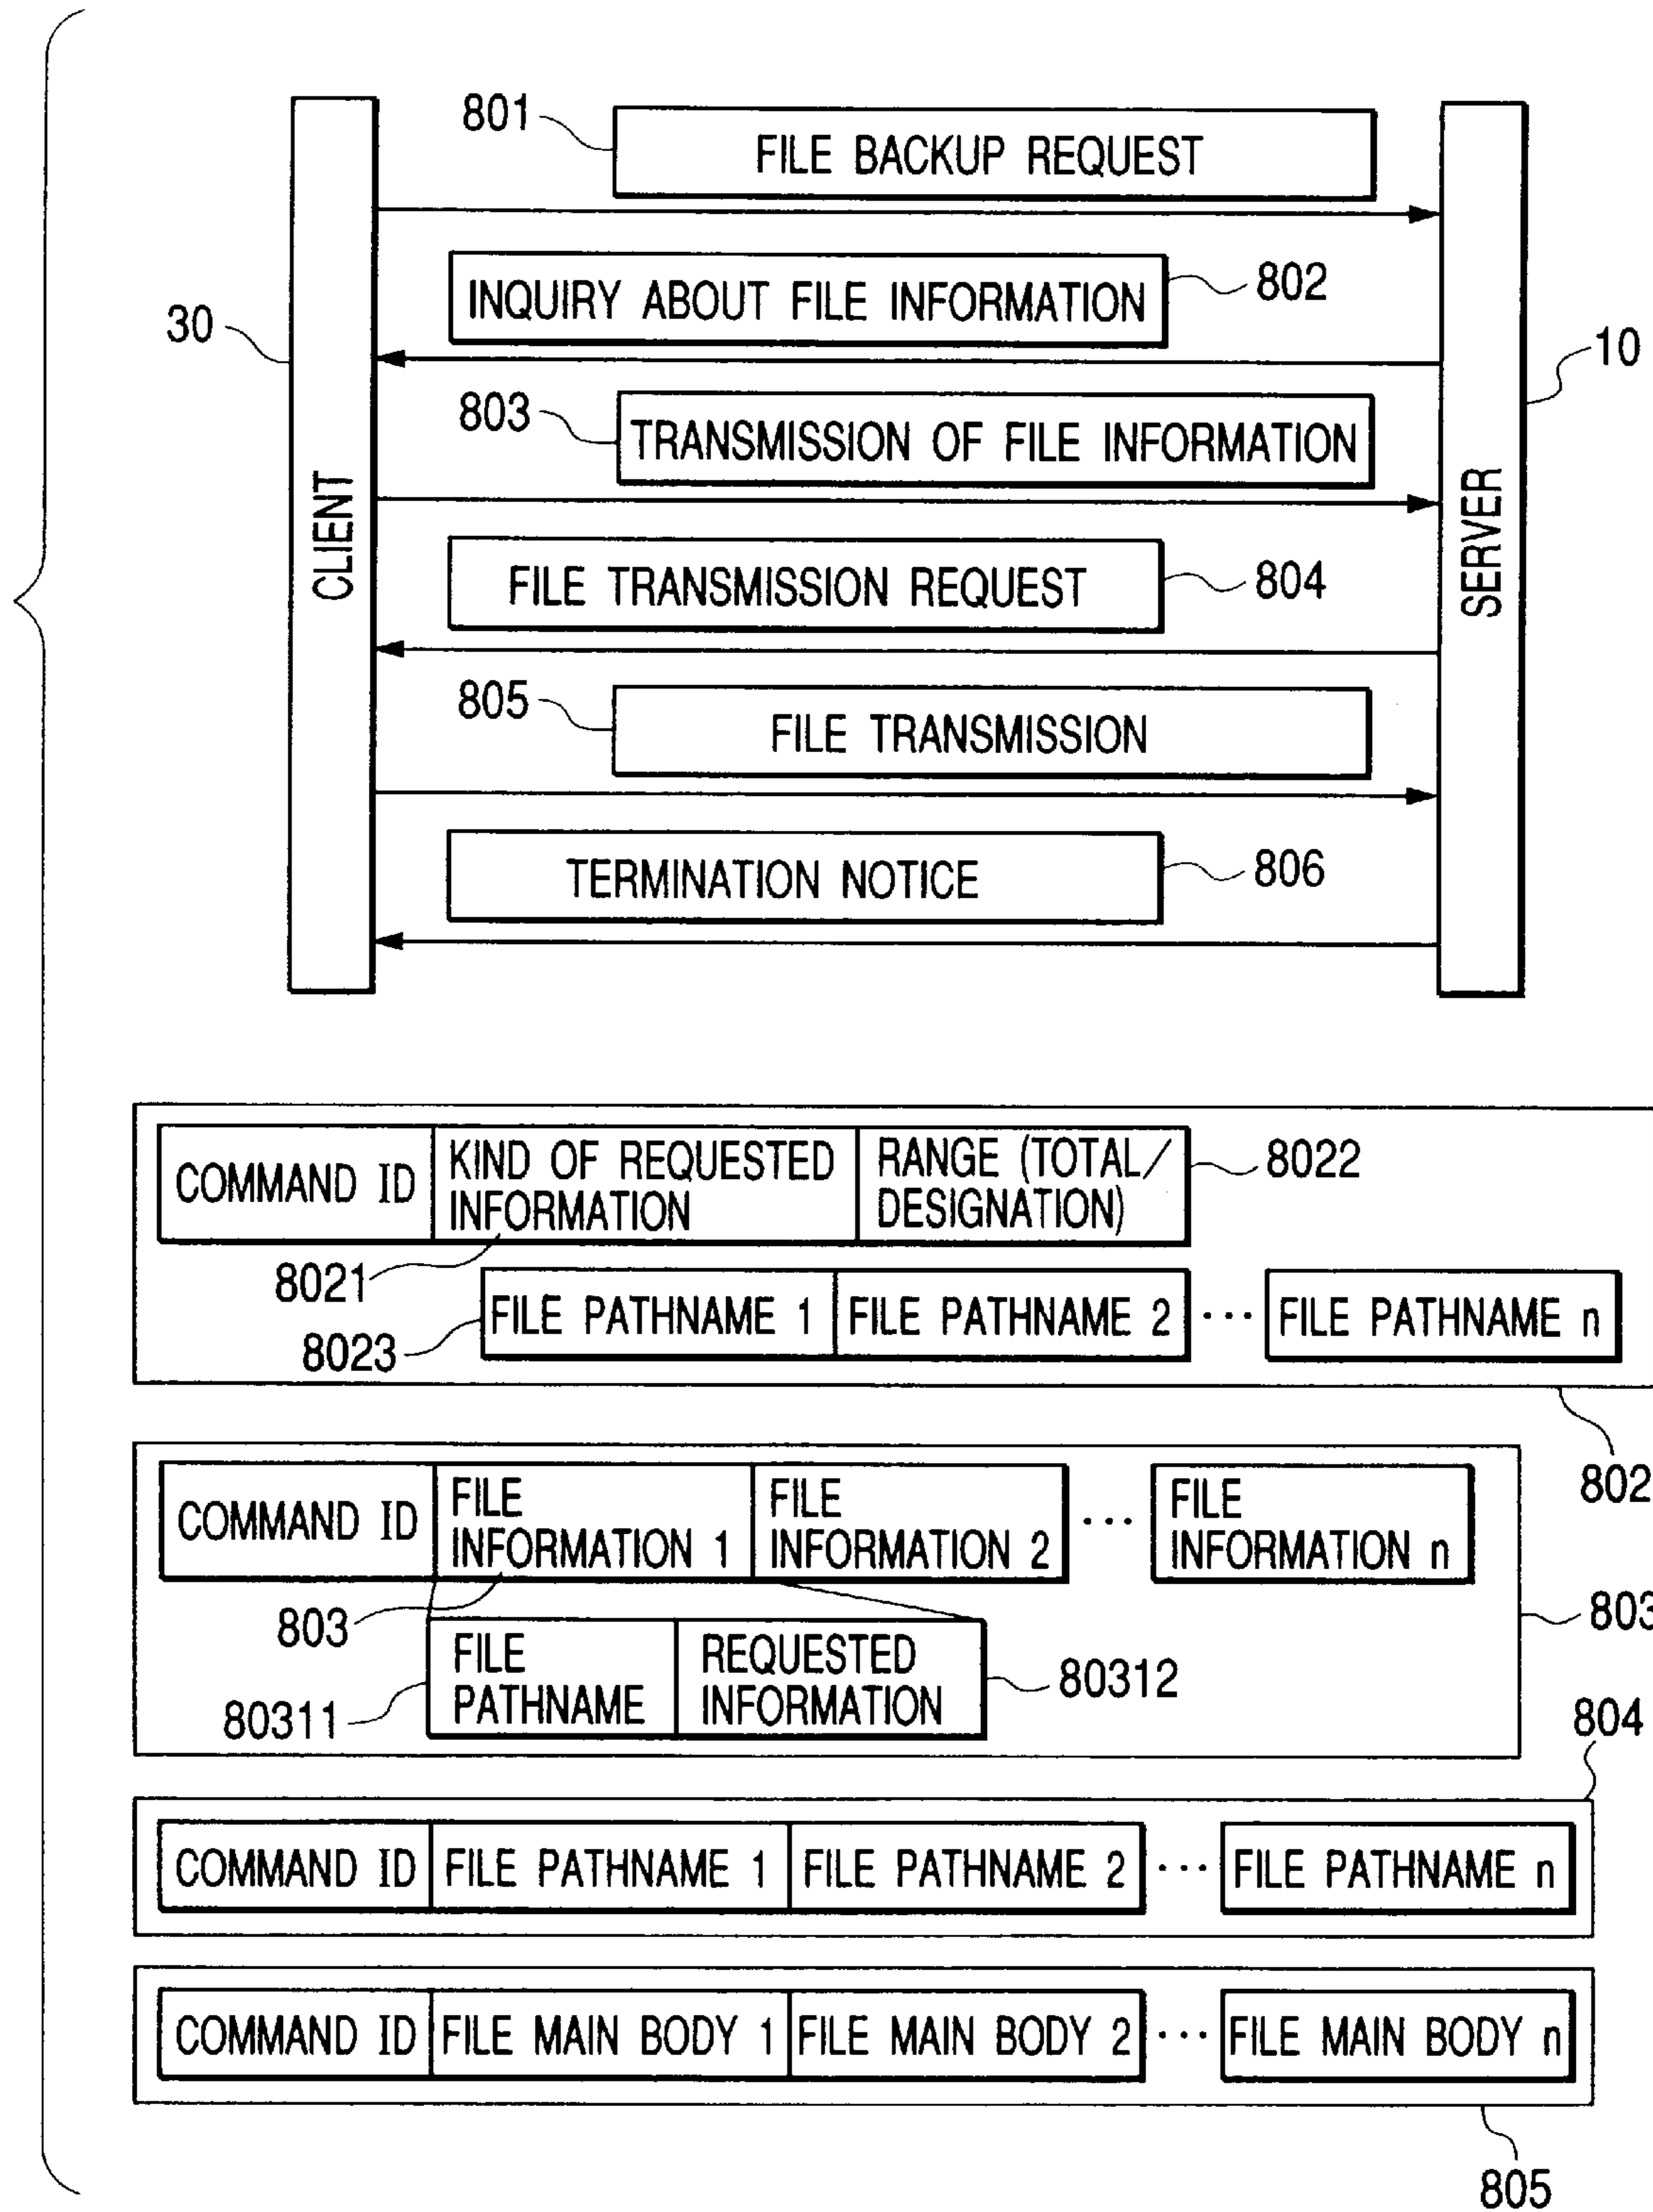 801
FILE BACKUP REQUEST
INQUIRY ABOUT FILE INFORMATION
802
30
10
803
TRANSMISSION OF FILE INFORMATION
CLIENT
SERVER
FILE TRANSMISSION REQUEST
804
805
FILE TRANSMISSION
TERMINATION NOTICE
806
COMMAND ID
KIND OF REQUESTED
INFORMATION
RANGE (TOTAL/
DESIGNATION)
8022
8021
FILE PATHNAME 1
FILE PATHNAME 2
...
FILE PATHNAME n
8023
802
COMMAND ID
FILE
INFORMATION 1
FILE
INFORMATION 2
...
FILE
INFORMATION n
803
803
FILE
PATHNAME
REQUESTED
INFORMATION
80311
80312
804
COMMAND ID
FILE PATHNAME 1
FILE PATHNAME 2
...
FILE PATHNAME n
COMMAND ID
FILE MAIN BODY 1
FILE MAIN BODY 2
...
FILE MAIN BODY n
805